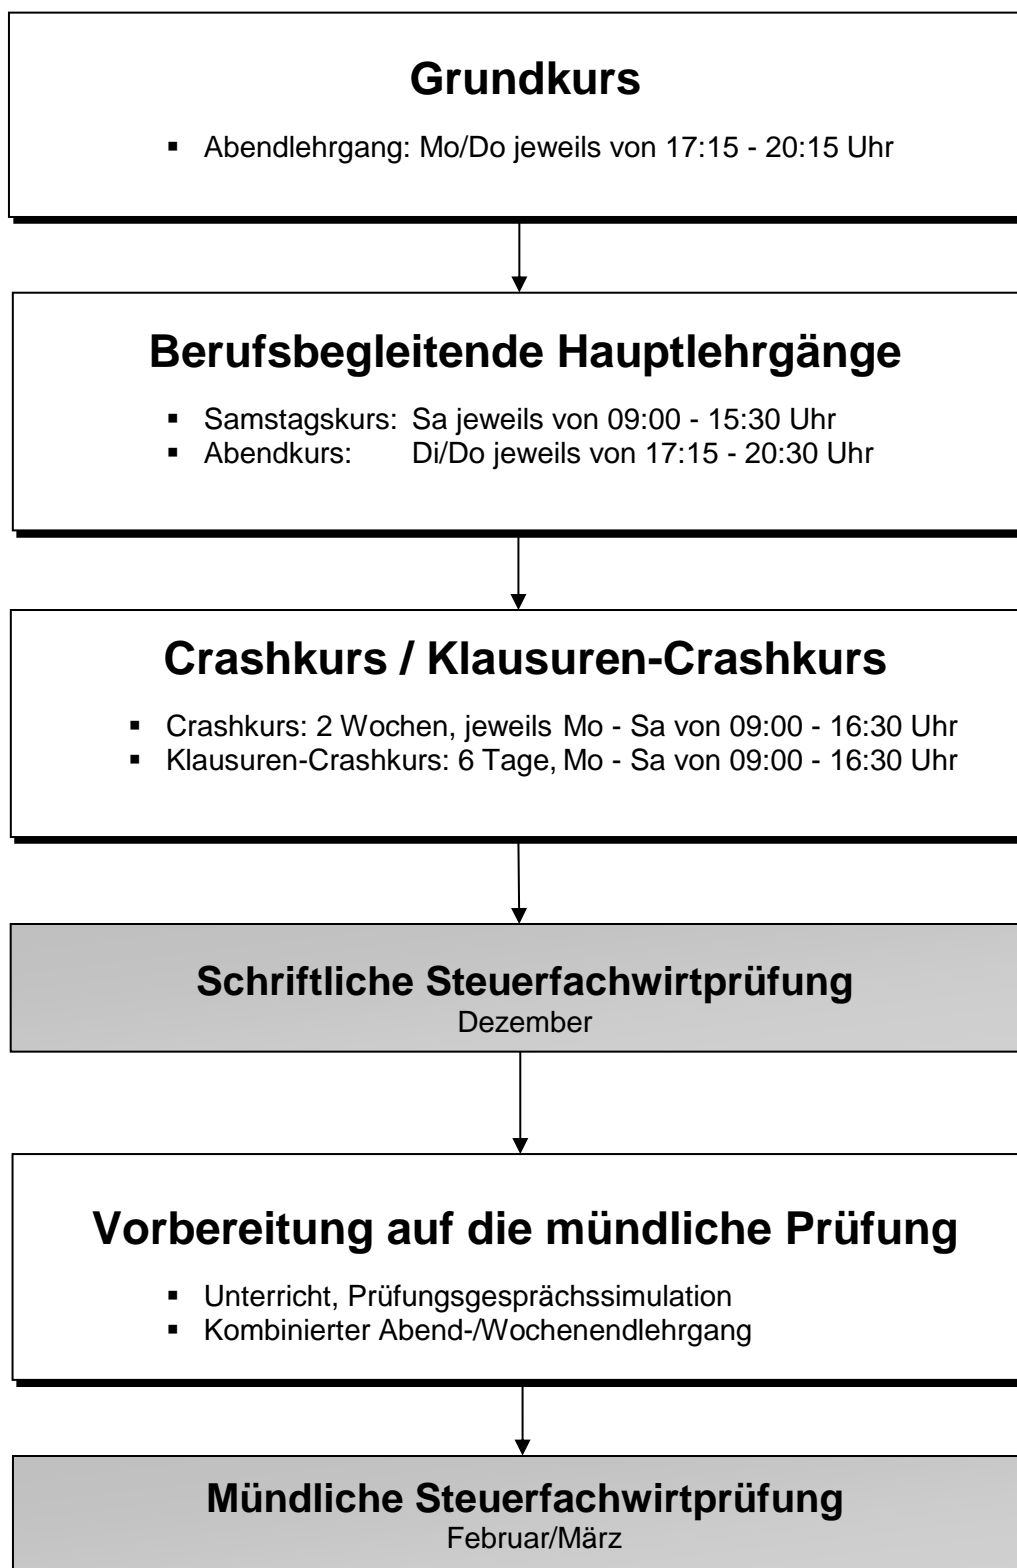 Grundkurs
▪ Abendlehrgang: Mo/Do jeweils von 17:15 - 20:15 Uhr
Berufsbegleitende Hauptlehrgänge
▪ Samstagskurs: Sa jeweils von 09:00 - 15:30 Uhr
▪ Abendkurs: Di/Do jeweils von 17:15 - 20:30 Uhr
Crashkurs / Klausuren-Crashkurs
▪ Crashkurs: 2 Wochen, jeweils Mo - Sa von 09:00 - 16:30 Uhr
▪ Klausuren-Crashkurs: 6 Tage, Mo - Sa von 09:00 - 16:30 Uhr
Schriftliche Steuerfachwirtprüfung
Dezember
Vorbereitung auf die mündliche Prüfung
▪ Unterricht, Prüfungsgesprächssimulation
▪ Kombinierter Abend-/Wochenendlehrgang
Mündliche Steuerfachwirtprüfung
Februar/März